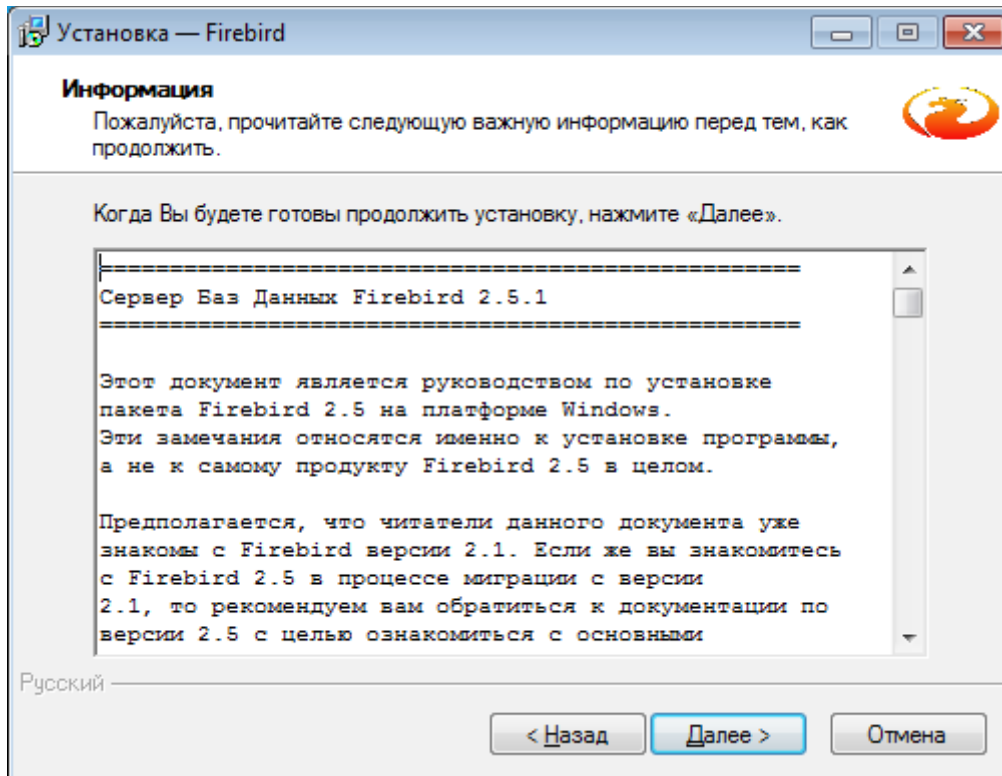 Установка — Firebird
Информация
Пожалуйста, прочитайте следующую важную информацию перед тем, как
продолжить.
Когда Вы будете готовы продолжить установку, нажмите «Далее».
==================================================
Сервер Баз Данных Firebird 2.5.1
==================================================
Этот документ является руководством по установке
пакета Firebird 2.5 на платформе Windows.
Эти замечания относятся именно к установке программы,
а не к самому продукту Firebird 2.5 в целом.
Предполагается, что читатели данного документа уже
знакомы с Firebird версии 2.1. Если же вы знакомитесь
с Firebird 2.5 в процессе миграции с версии
2.1, то рекомендуем вам обратиться к документации по
версии 2.5 с целью ознакомиться с основными
Русский
< Назад Далее > Отмена